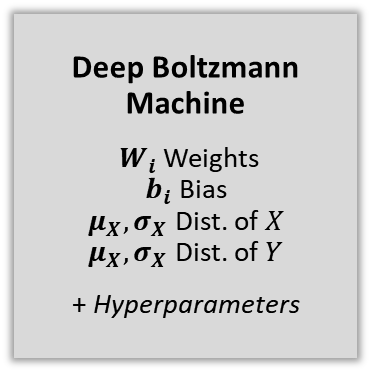 Deep Boltzmann
Machine
𝑾𝒊 Weights
𝒃𝒊 Bias
𝝁𝑿, 𝝈𝑿 Dist. of 𝑋
𝝁𝑿, 𝝈𝑿 Dist. of 𝑌
+ Hyperparameters